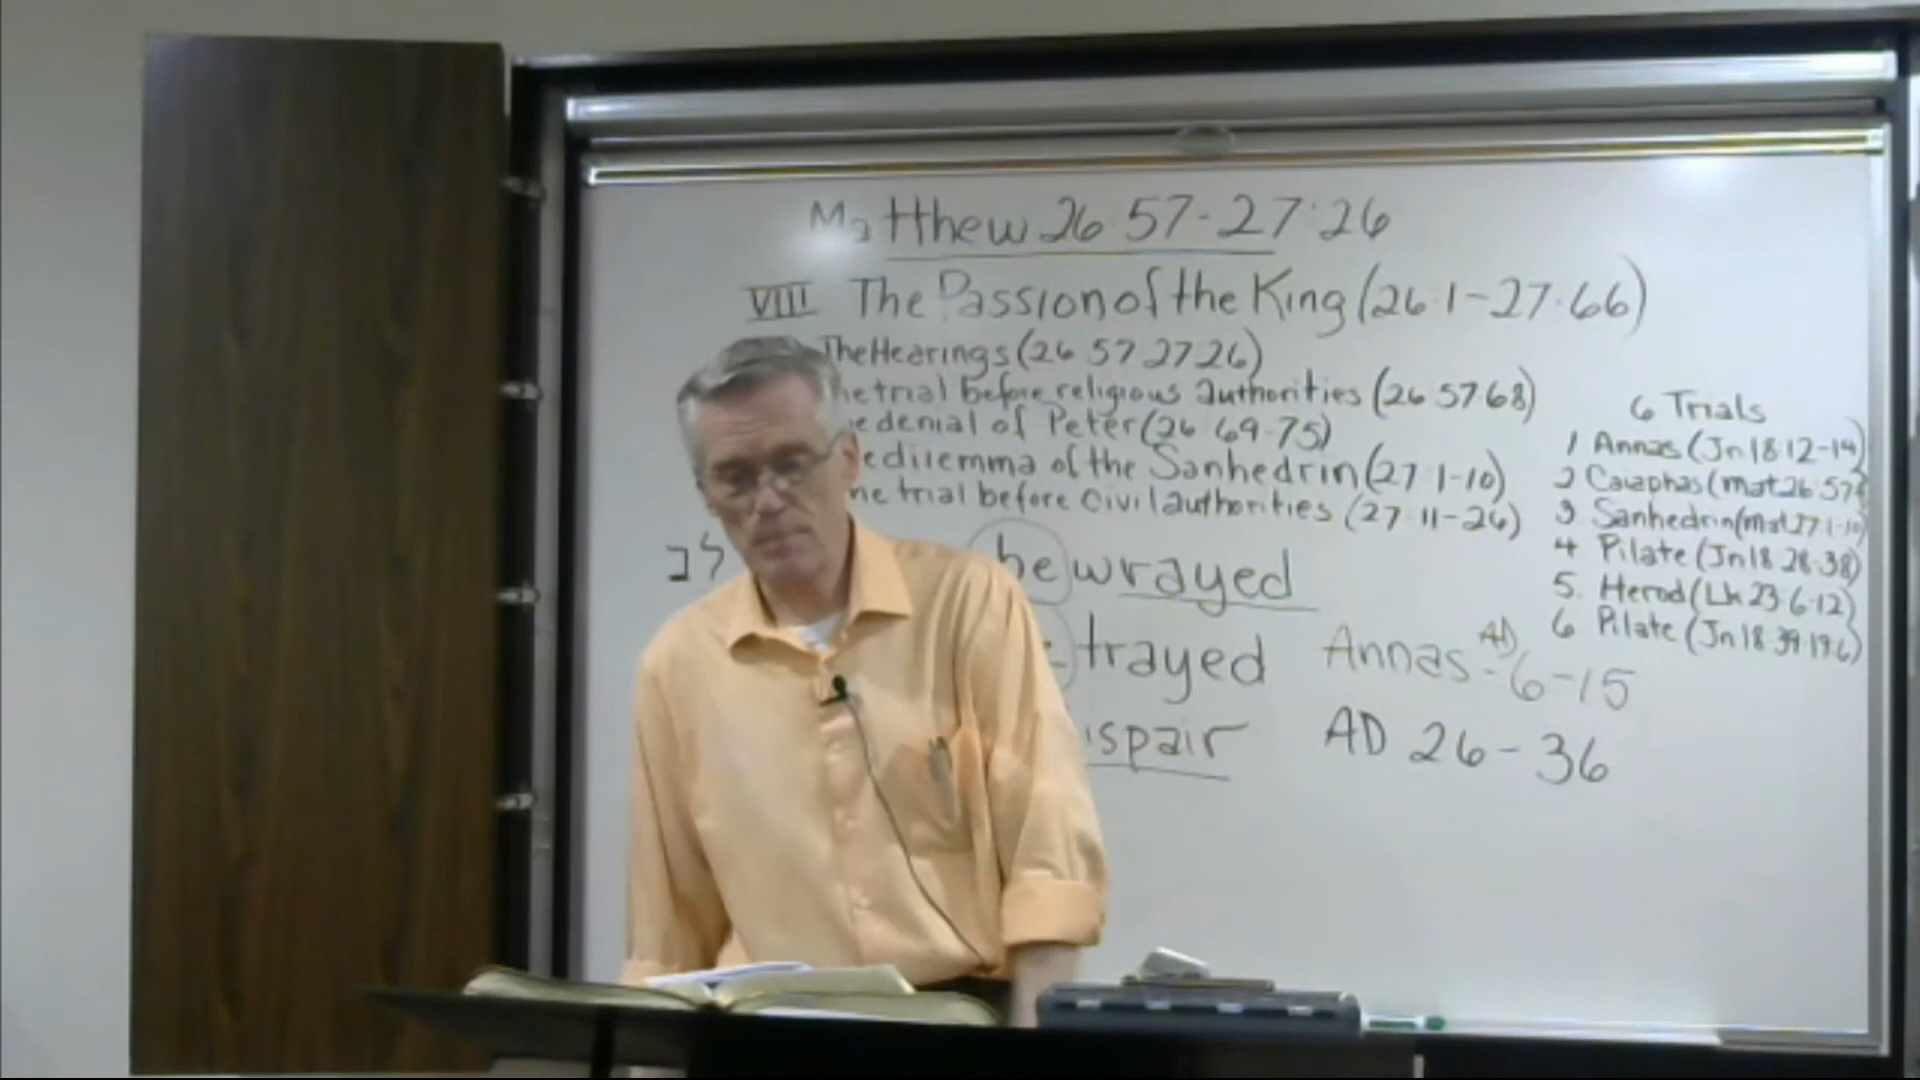 Matthew 26:57-27:26
VIII The Passion of the King (26:1-27:66)
The Hearings (26 57 27 26)
he trial before religious authorities (26 57 68)
e denial of Peter (26 69-75)
e dilemma of the Sanhedrin (27 1-10)
he trial before civil authorities (27 11-26)
6 Trials
1 Annas (Jn 18:12-14)
2 Caiaphas (Mat 26:57
3 Sanhedrin (Mat 27:1-10)
4 Pilate (Jn 18 28-38)
5. Herod (Lk 23:6-12)
6 Pilate (Jn 18 39 19:6)
bewrayed
trayed
ispair
Annas AD 6-15
AD 26-36